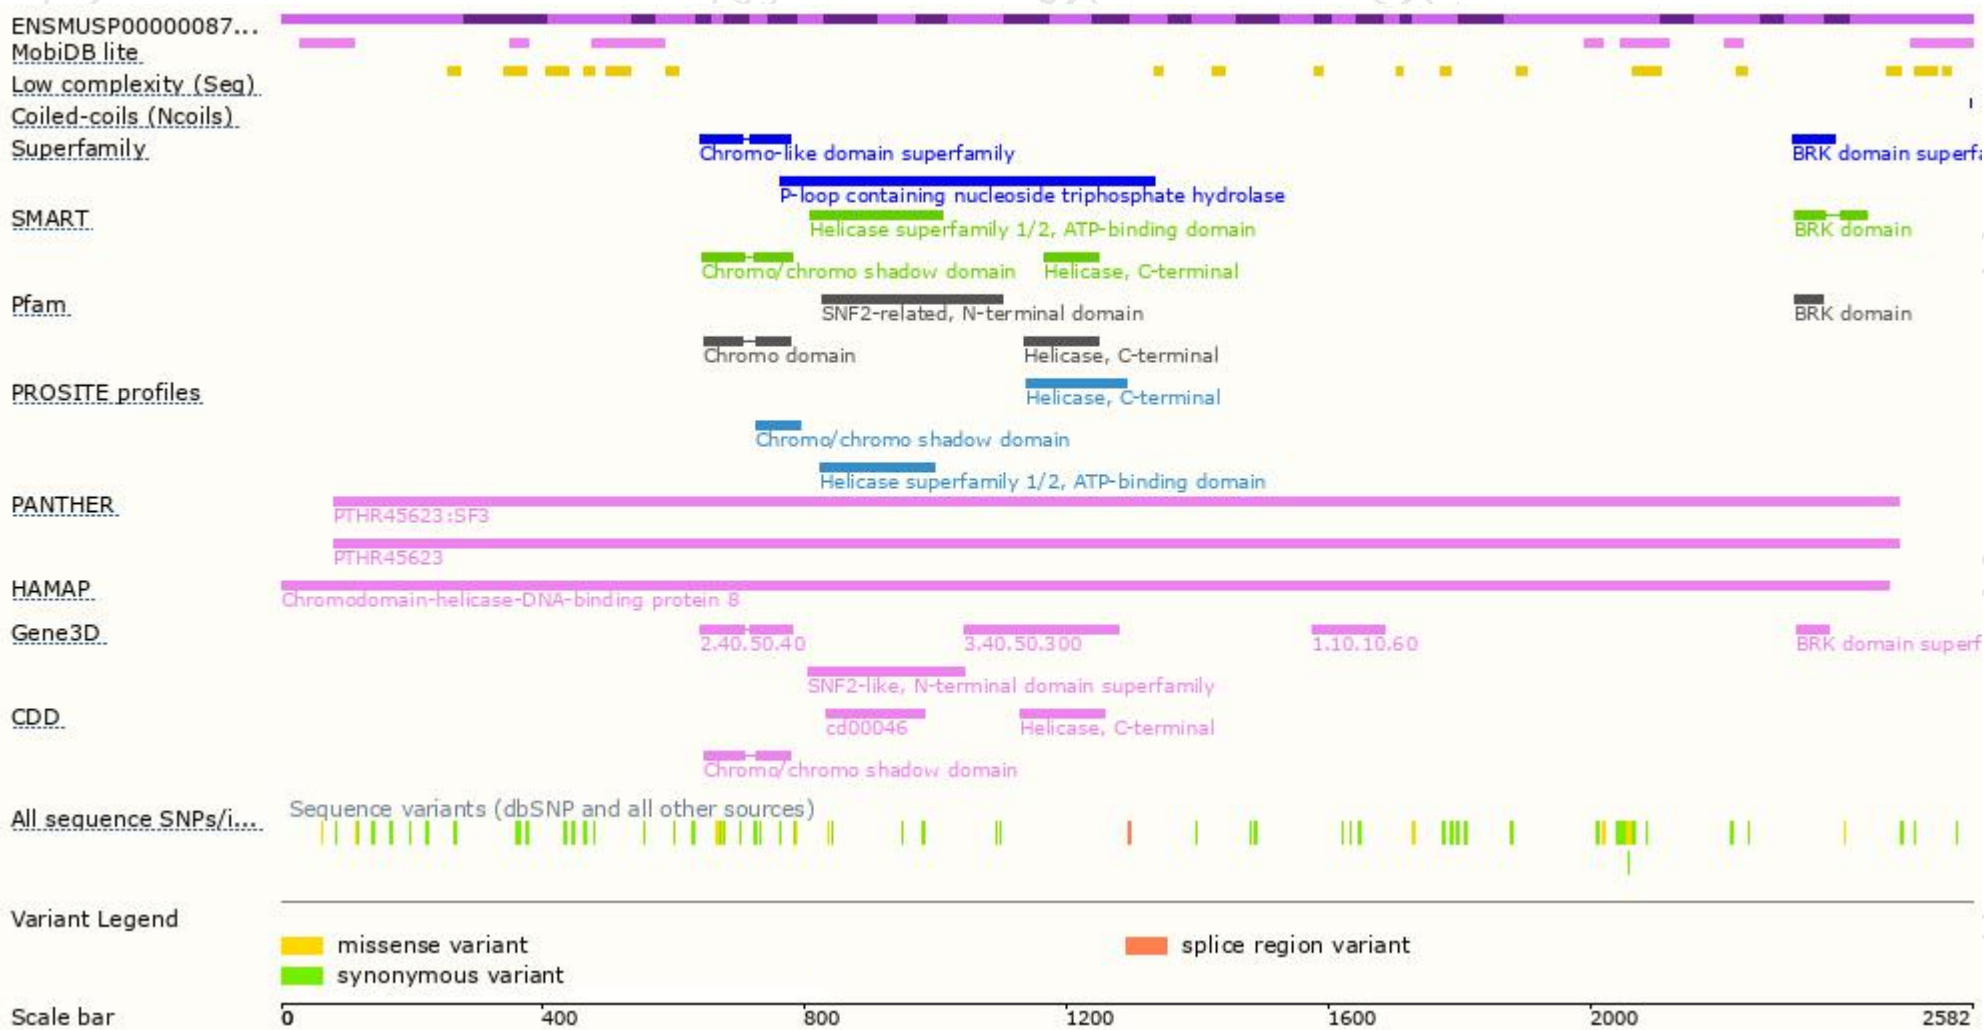 ENSMUSP00000087...
MobiDB lite
Low complexity (Seg)
Coiled-coils (Ncoils)
Superfamily
Chromo-like domain superfamily
BRK domain superfa
P-loop containing nucleoside triphosphate hydrolase
SMART
Helicase superfamily 1/2, ATP-binding domain
BRK domain
Chromo/chromo shadow domain
Helicase, C-terminal
Pfam
SNF2-related, N-terminal domain
BRK domain
Chromo domain
Helicase, C-terminal
PROSITE profiles
Helicase, C-terminal
Chromo/chromo shadow domain
Helicase superfamily 1/2, ATP-binding domain
PANTHER
PTHR45623:SF3
PTHR45623
HAMAP
Chromodomain-helicase-DNA-binding protein 8
Gene3D
2.40.50.40
3.40.50.300
1.10.10.60
BRK domain superf
SNF2-like, N-terminal domain superfamily
CDD
cd00046
Helicase, C-terminal
Chromo/chromo shadow domain
Sequence variants (dbSNP and all other sources)
All sequence SNPs/i...
Variant Legend
missense variant
splice region variant
synonymous variant
Scale bar
0 400 800 1200 1600 2000 2582